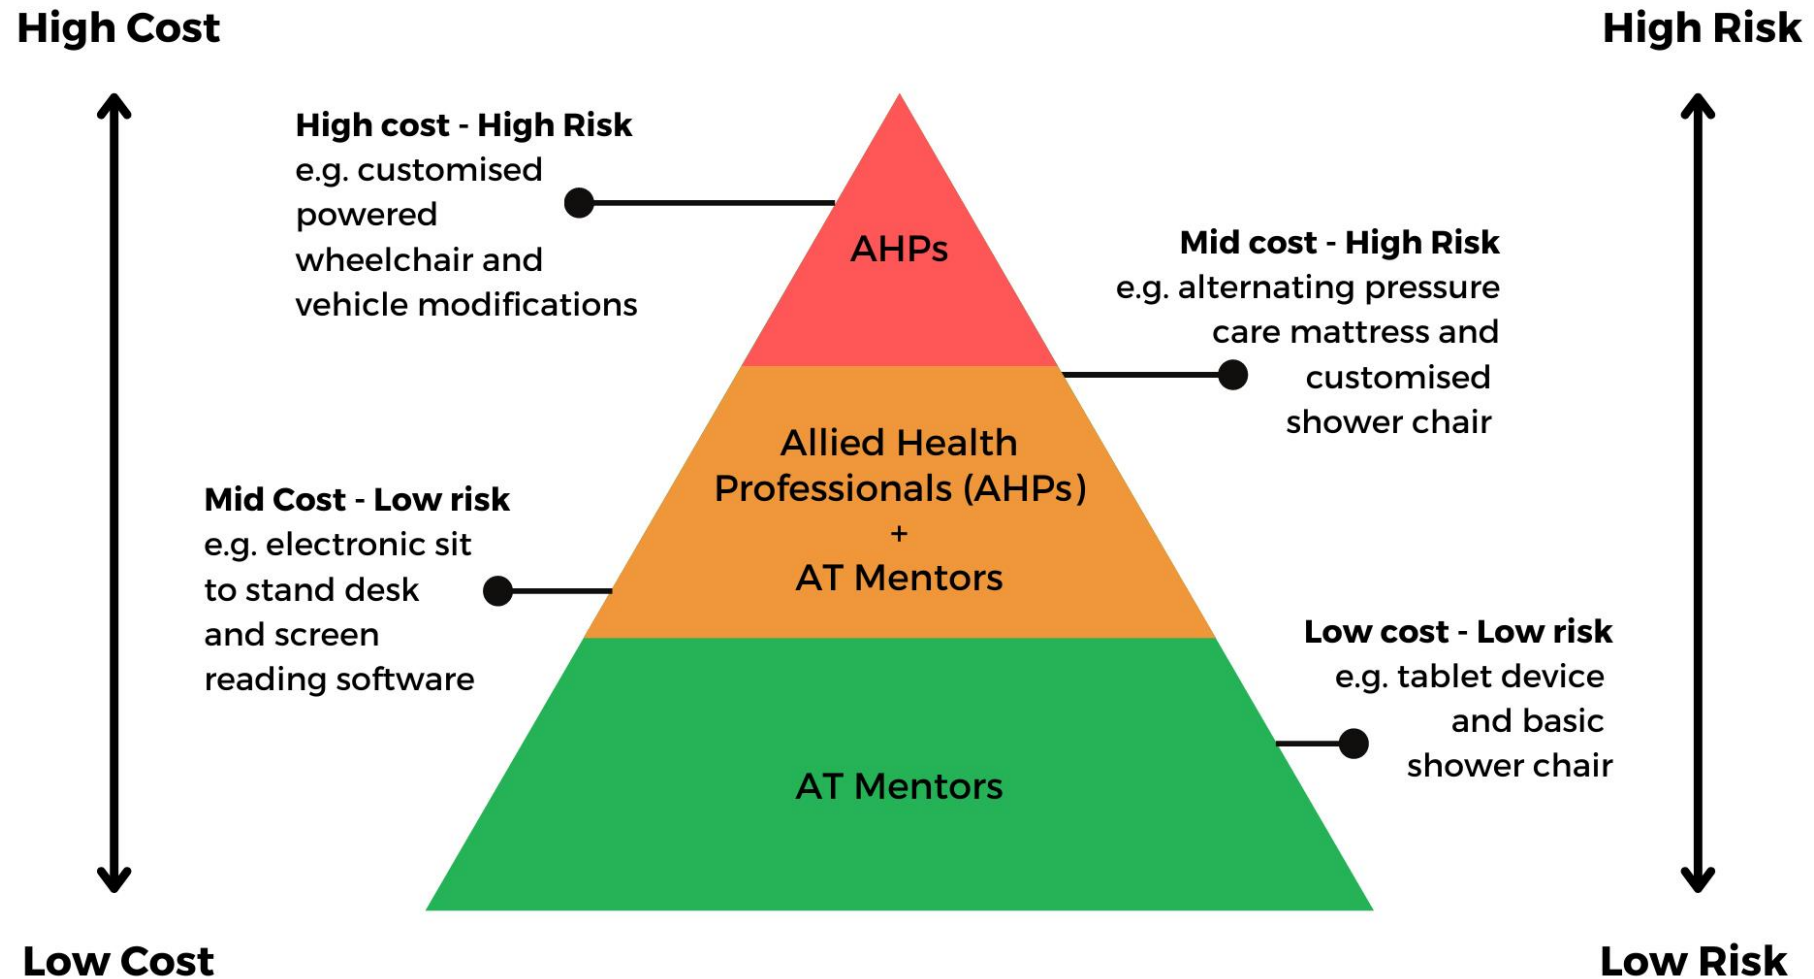 High Cost
High Risk
High cost - High Risk
e.g. customised
powered
wheelchair and
vehicle modifications
AHPs
Mid cost - High Risk
e.g. alternating pressure
care mattress and
customised
shower chair
Allied Health
Professionals (AHPs)
+
AT Mentors
Mid Cost - Low risk
e.g. electronic sit
to stand desk
and screen
reading software
Low cost - Low risk
e.g. tablet device
and basic
shower chair
AT Mentors
Low Cost
Low Risk